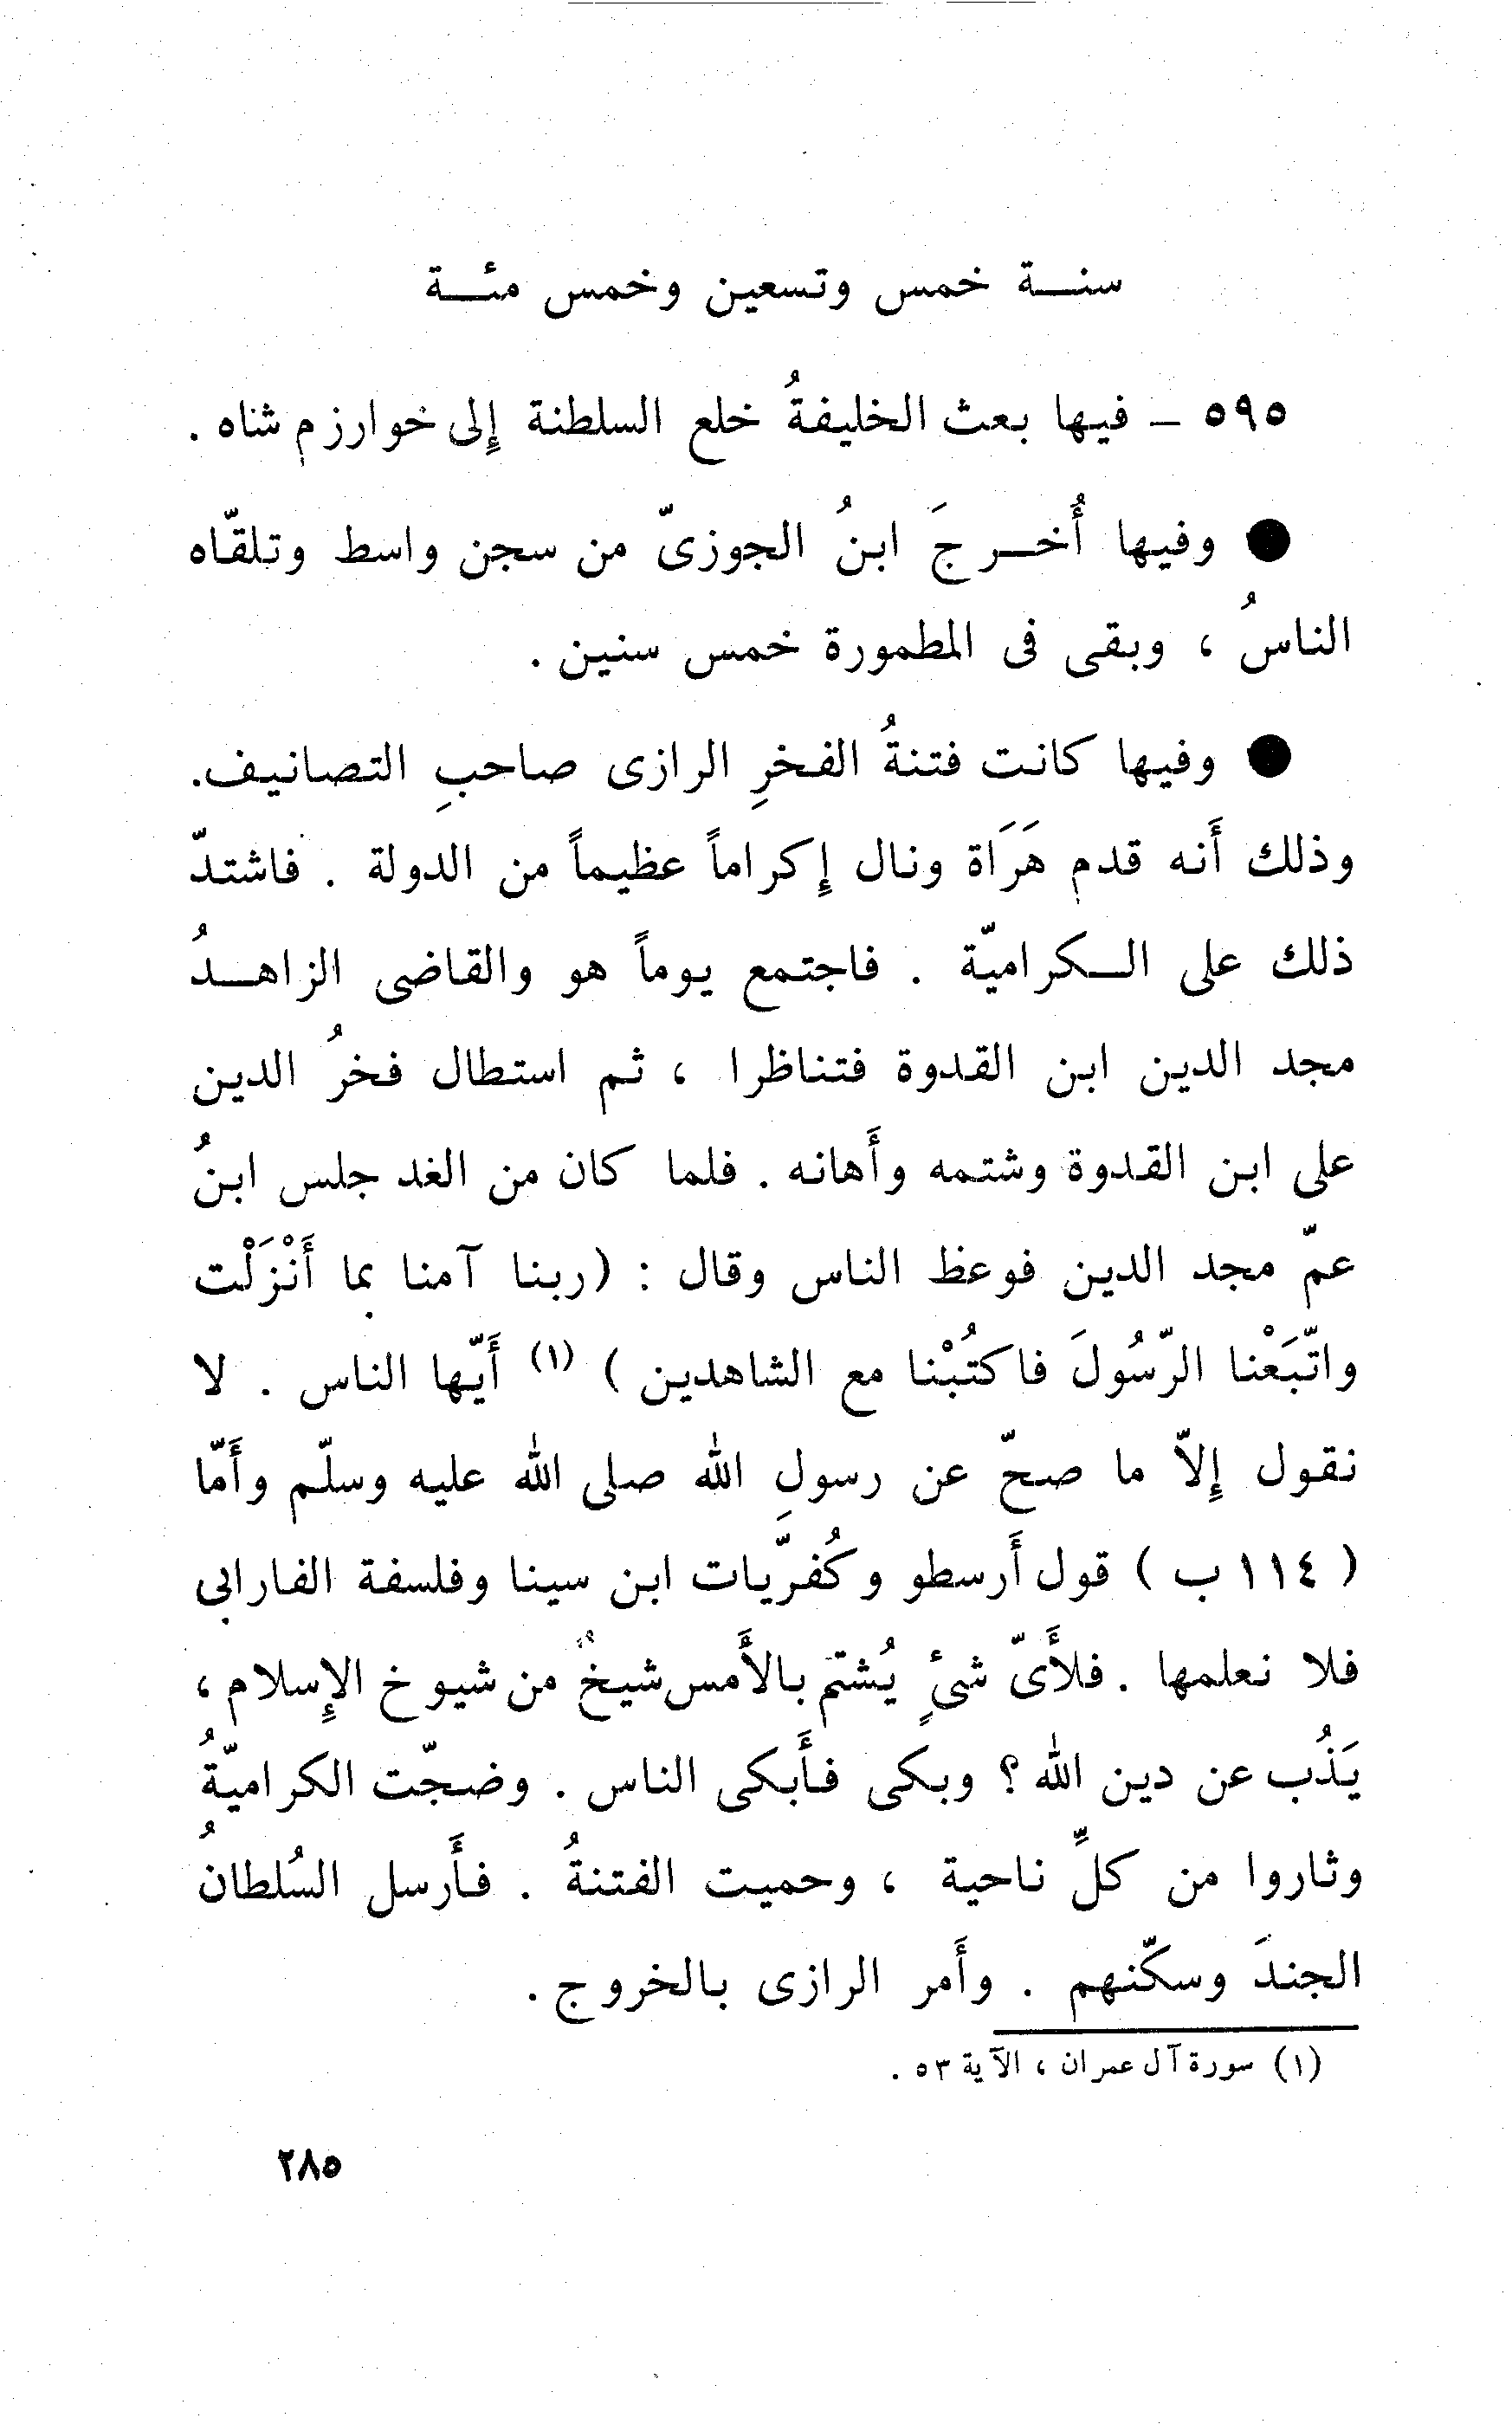 سنــة خمس وتسعين وخمس مئــة
٥٩٥ – فيها بعث الخليفةُ خلع السلطنة إلى خوارزم شاه .
● وفيها أُخــرجَ ابنُ الجوزىّ من سجن واسط وتلقّاه
الناسُ ، وبقى فى المطمورة خمس سنين .
● وفيها كانت فتنةُ الفخرِ الرازى صاحبِ التصانيف.
وذلك أَنه قدم هَرَاة ونال إِكراماً عظيماً من الدولة . فاشتدّ
ذلك على الــكراميّة . فاجتمع يوماً هو والقاضى الزاهــدُ
مجد الدين ابن القدوة فتناظرا ، ثم استطال فخرُ الدين
على ابن القدوة وشتمه وأَهانه . فلما كان من الغد جلس ابنُ
عمّ مجد الدين فوعظ الناس وقال : (ربنا آمنا بما أَنْزَلْت
واتّبَعْنا الرّسُولَ فاكتُبْنا مع الشاهدين ) (١) أَيّها الناس . لا
نقول إِلاّ ما صحّ عن رسولِ الله صلى الله عليه وسلّم وأَمّا
( ١١٤ ب ) قول أَرسطو وكُفرّيات ابن سينا وفلسفة الفارابى
فلا نعلمها . فلأَىّ شئٍ يُشتَم بالأَمس شيخٌ من شيوخ الإِسلام ،
يَذُب عن دين الله ؟ وبكى فأَبكى الناس . وضجّت الكراميّةُ
وثاروا من كلِّ ناحية ، وحميت الفتنةُ . فأَرسل السُلطانُ
الجندَ وسكّنهم . وأَمر الرازى بالخروج .
(١) سورة آل عمران ، الآية ٥٣ .
٢٨٥